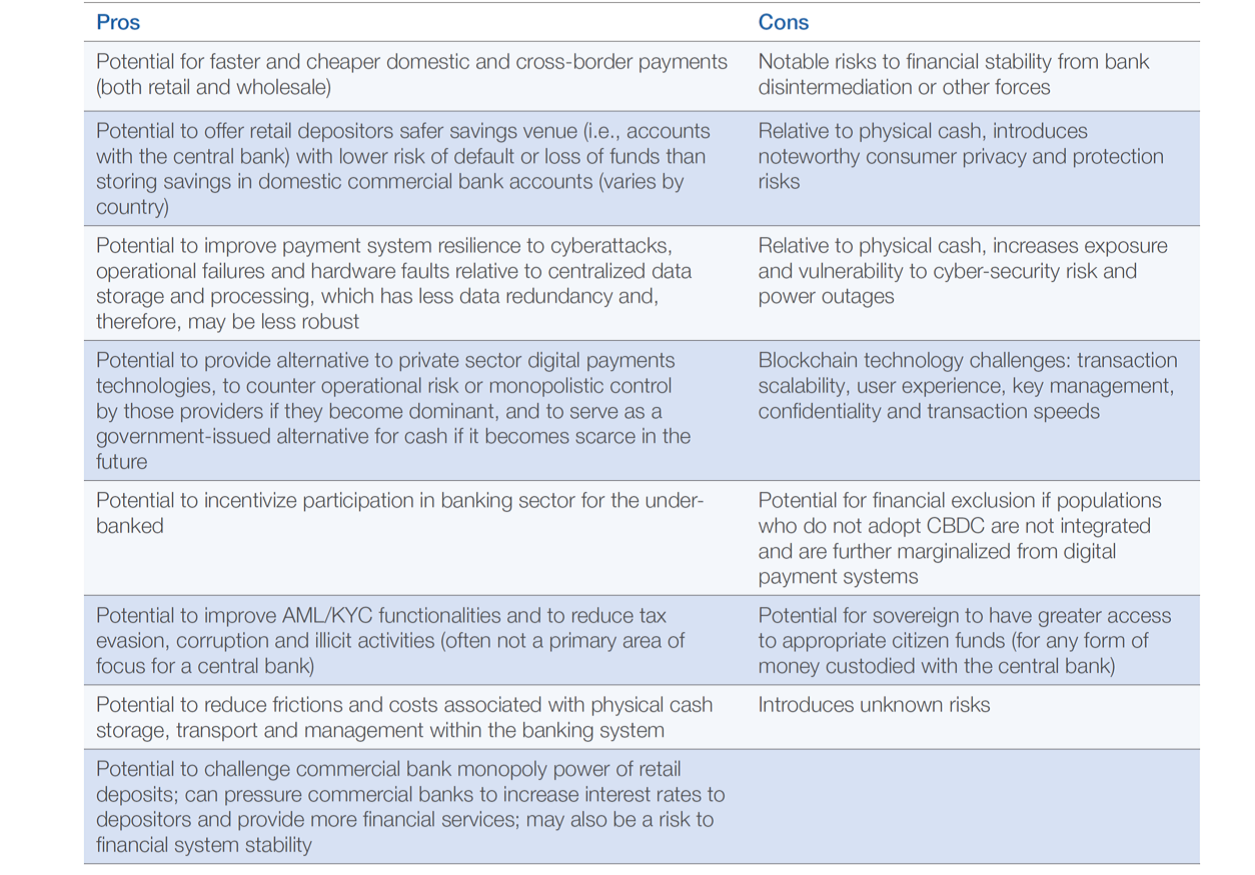 Pros
Cons
Potential for faster and cheaper domestic and cross-border payments
(both retail and wholesale)
Notable risks to financial stability from bank
disintermediation or other forces
Potential to offer retail depositors safer savings venue (i.e., accounts
with the central bank) with lower risk of default or loss of funds than
storing savings in domestic commercial bank accounts (varies by
country)
Relative to physical cash, introduces
noteworthy consumer privacy and protection
risks
Potential to improve payment system resilience to cyberattacks,
operational failures and hardware faults relative to centralized data
storage and processing, which has less data redundancy and,
therefore, may be less robust
Relative to physical cash, increases exposure
and vulnerability to cyber-security risk and
power outages
Potential to provide alternative to private sector digital payments
technologies, to counter operational risk or monopolistic control
by those providers if they become dominant, and to serve as a
government-issued alternative for cash if it becomes scarce in the
future
Blockchain technology challenges: transaction
scalability, user experience, key management,
confidentiality and transaction speeds
Potential to incentivize participation in banking sector for the under-
banked
Potential for financial exclusion if populations
who do not adopt CBDC are not integrated
and are further marginalized from digital
payment systems
Potential to improve AML/KYC functionalities and to reduce tax
evasion, corruption and illicit activities (often not a primary area of
focus for a central bank)
Potential for sovereign to have greater access
to appropriate citizen funds (for any form of
money custodied with the central bank)
Potential to reduce frictions and costs associated with physical cash
storage, transport and management within the banking system
Introduces unknown risks
Potential to challenge commercial bank monopoly power of retail
deposits; can pressure commercial banks to increase interest rates to
depositors and provide more financial services; may also be a risk to
financial system stability